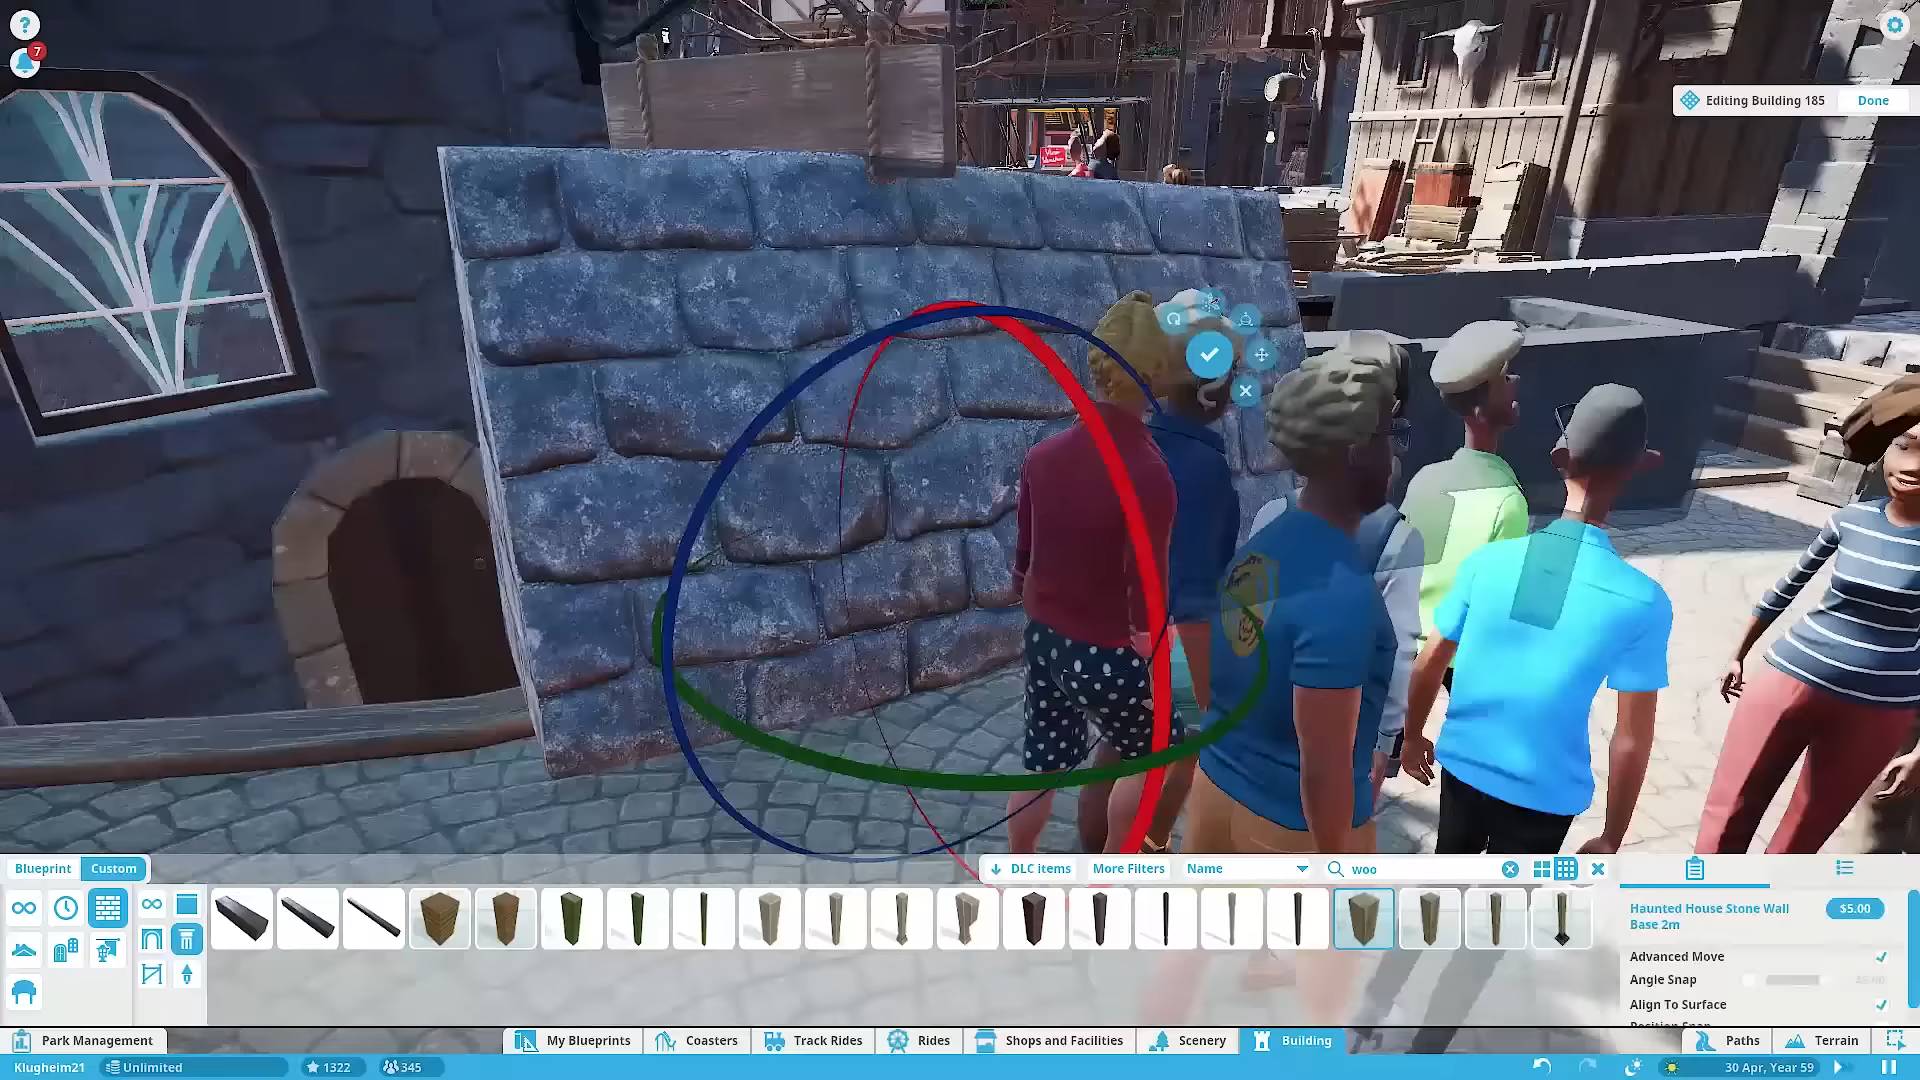 ?
7
Editing Building 185
Done
Blueprint
Custom
DLC items
More Filters
Name
woo
Haunted House Stone Wall
Base 2m
$5.00
Advanced Move
Angle Snap
Align To Surface
Park Management
My Blueprints
Coasters
Track Rides
Rides
Shops and Facilities
Scenery
Building
Paths
Terrain
Klugheim21
Unlimited
1322
345
30 Apr, Year 59